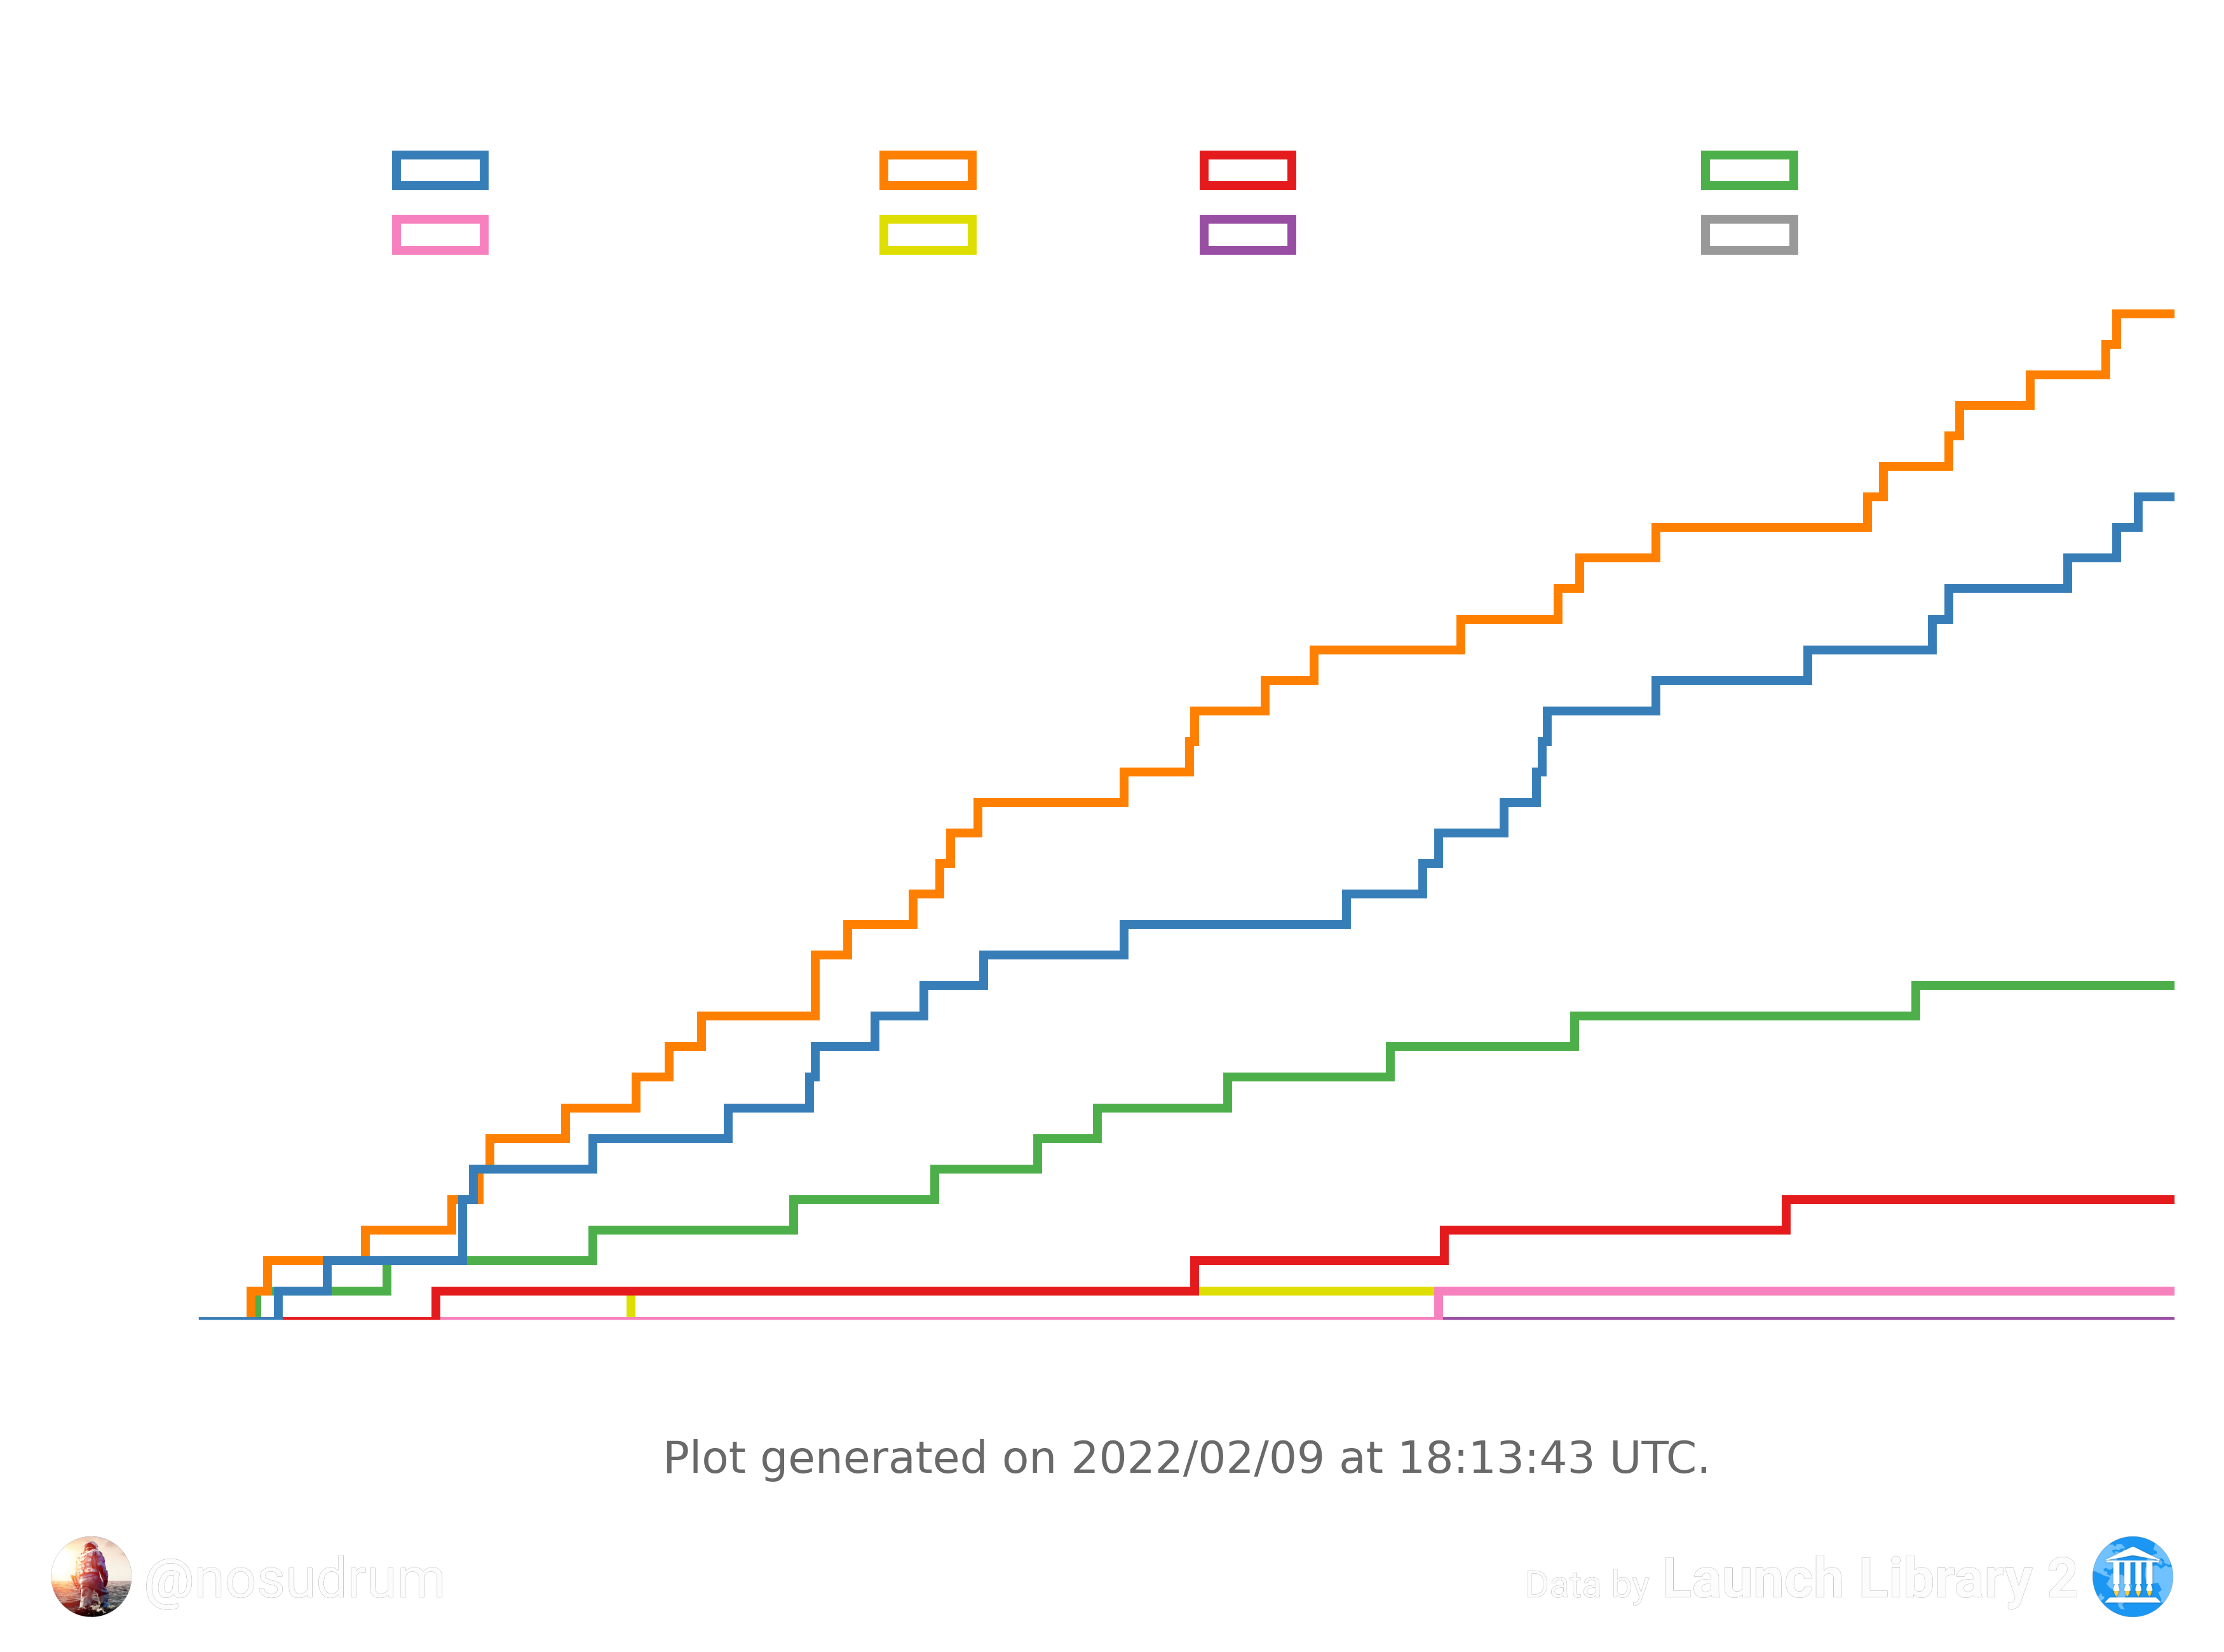 Plot generated on 2022/02/09 at 18:13:43 UTC.
@nosudrum
Data by Launch Library 2